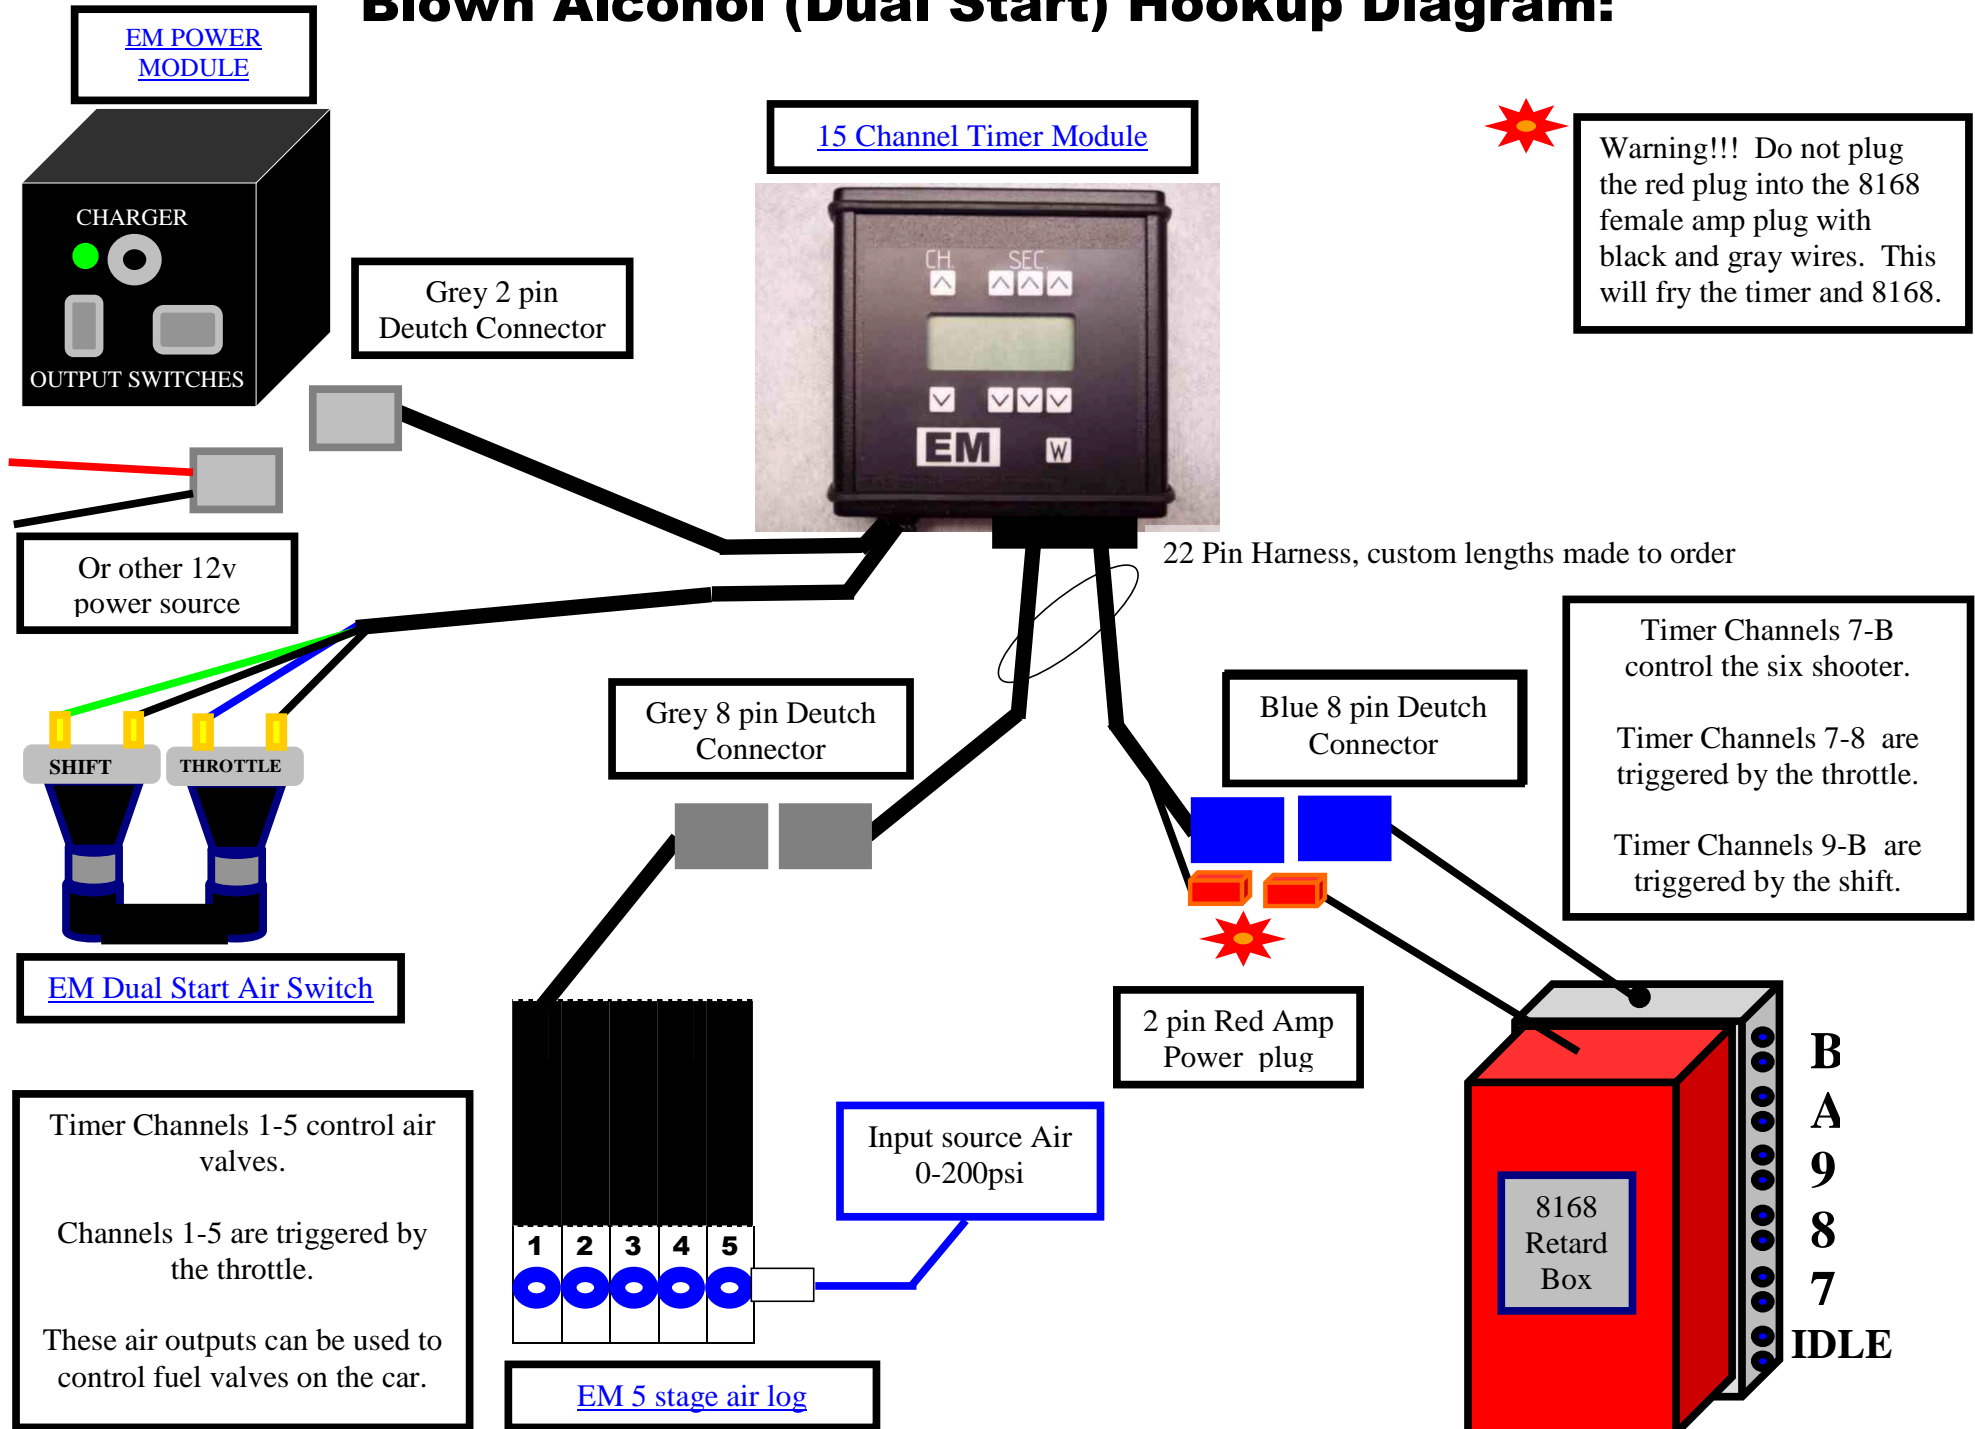 Blown Alcohol (Dual Start) Hookup Diagram:
EM POWER
MODULE
15 Channel Timer Module
Warning!!!  Do not plug
the red plug into the 8168
female amp plug with
black and gray wires.  This
will fry the timer and 8168.
CHARGER
OUTPUT SWITCHES
Grey 2 pin
Deutch Connector
CH.
SEC.
EM
W
Or other 12v
power source
22 Pin Harness, custom lengths made to order
Timer Channels 7-B
control the six shooter.
Timer Channels 7-8  are
triggered by the throttle.
Timer Channels 9-B  are
triggered by the shift.
Grey 8 pin Deutch
Connector
Blue 8 pin Deutch
Connector
SHIFT
THROTTLE
EM Dual Start Air Switch
2 pin Red Amp
Power  plug
Timer Channels 1-5 control air
valves.
Channels 1-5 are triggered by
the throttle.
These air outputs can be used to
control fuel valves on the car.
Input source Air
0-200psi
1 2 3 4 5
EM 5 stage air log
8168
Retard
Box
B
A
9
8
7
IDLE